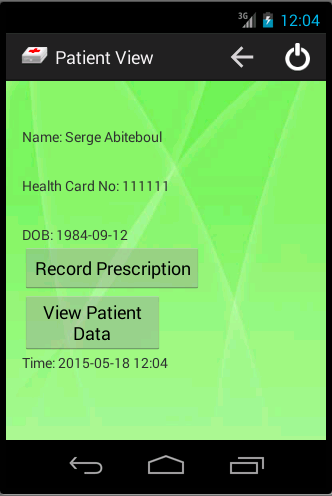 3G 12:04
Patient View
Name: Serge Abiteboul
Health Card No: 111111
DOB: 1984-09-12
Record Prescription
View Patient
Data
Time: 2015-05-18 12:04